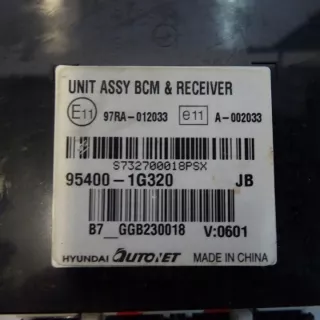 UNIT ASSY BCM & RECEIVER
E11 97RA-012033 e11 A-002033
S732700018PSX
95400-1G320 JB
B7__GGB230018 V:0601
HYUNDAI AUTONET MADE IN CHINA